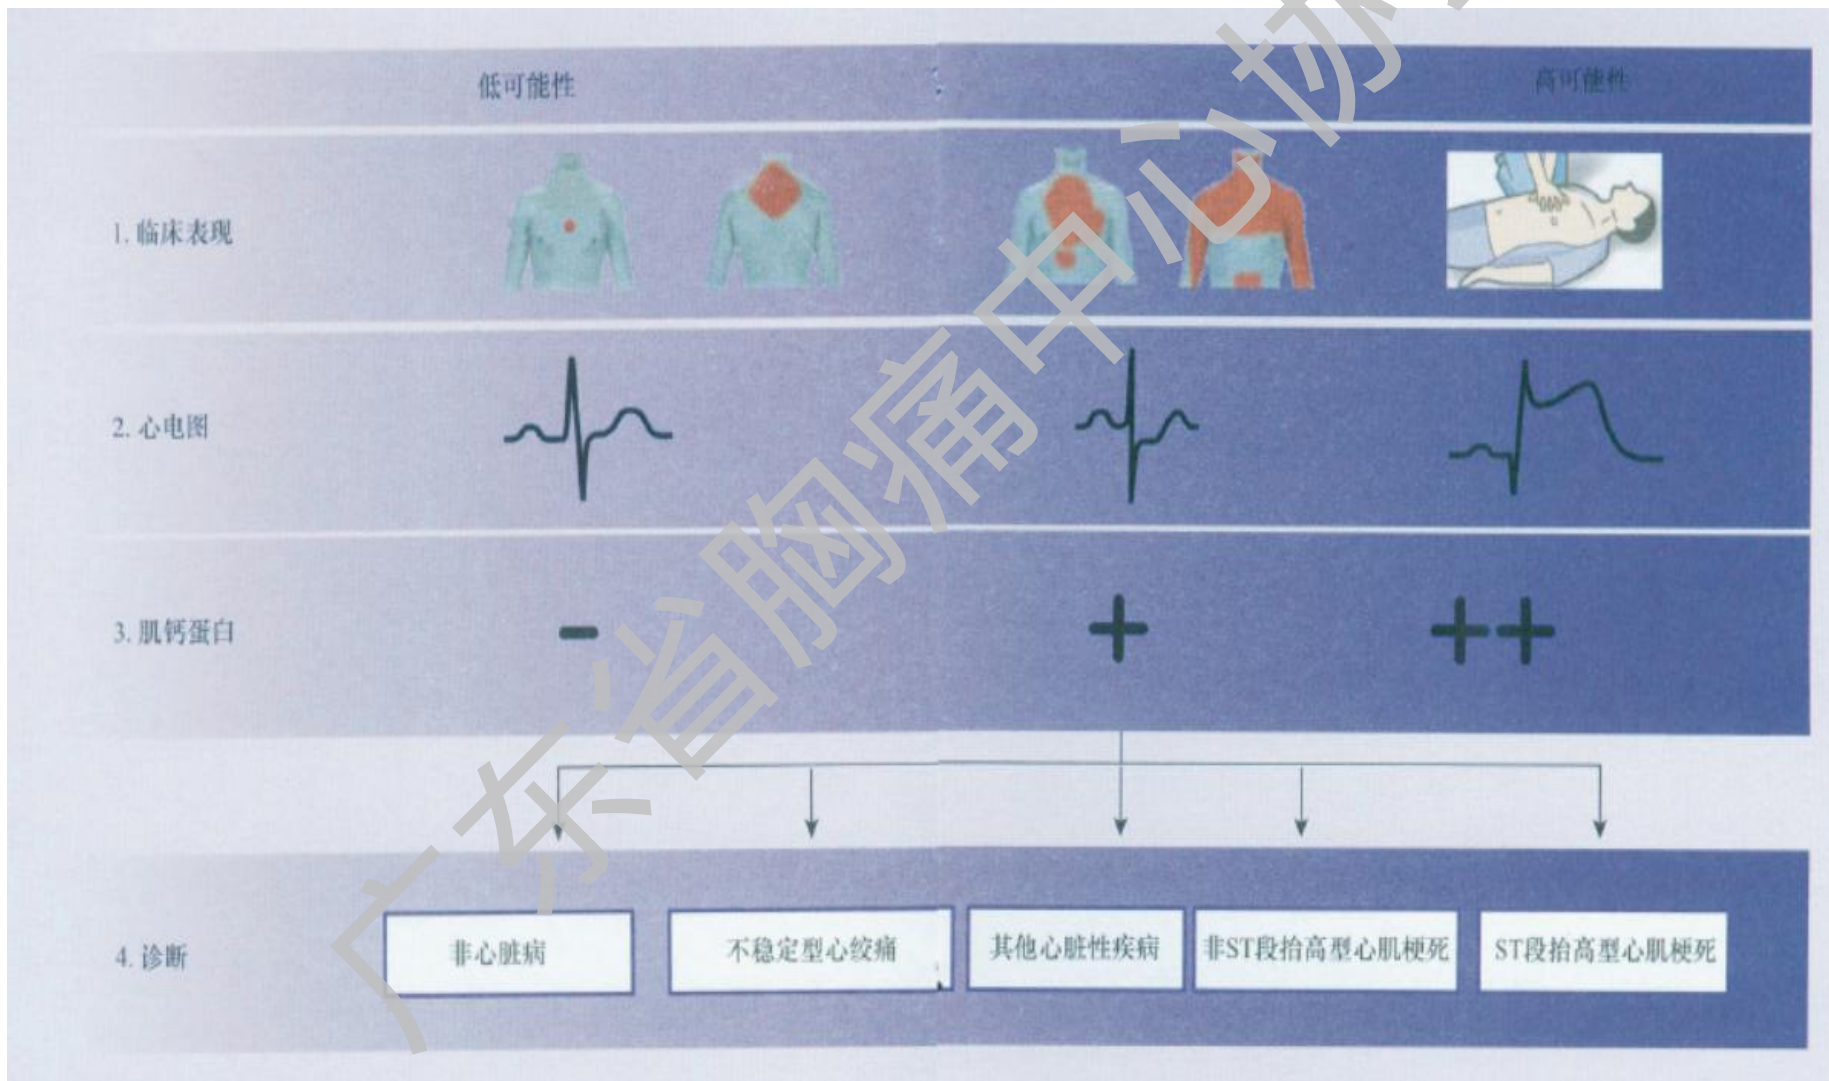 低可能性
高可能性
1. 临床表现
2. 心电图
3. 肌钙蛋白
4. 诊断
非心脏病
不稳定型心绞痛
其他心脏性疾病
非ST段抬高型心肌梗死
ST段抬高型心肌梗死
广东省胸痛中心协